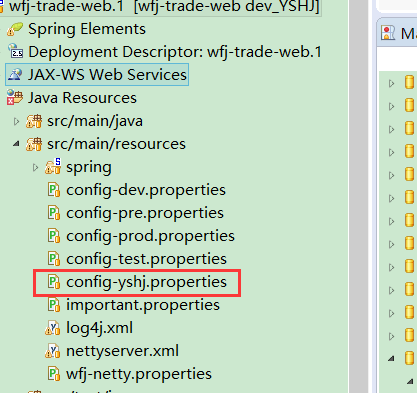 wfj-trade-web.1 [wfj-trade-web dev_YSHJ]
Spring Elements
Deployment Descriptor: wfj-trade-web.1
JAX-WS Web Services
Java Resources
src/main/java
src/main/resources
spring
config-dev.properties
config-pre.properties
config-prod.properties
config-test.properties
config-yshj.properties
important.properties
log4j.xml
nettyserver.xml
wfj-netty.properties
Ma